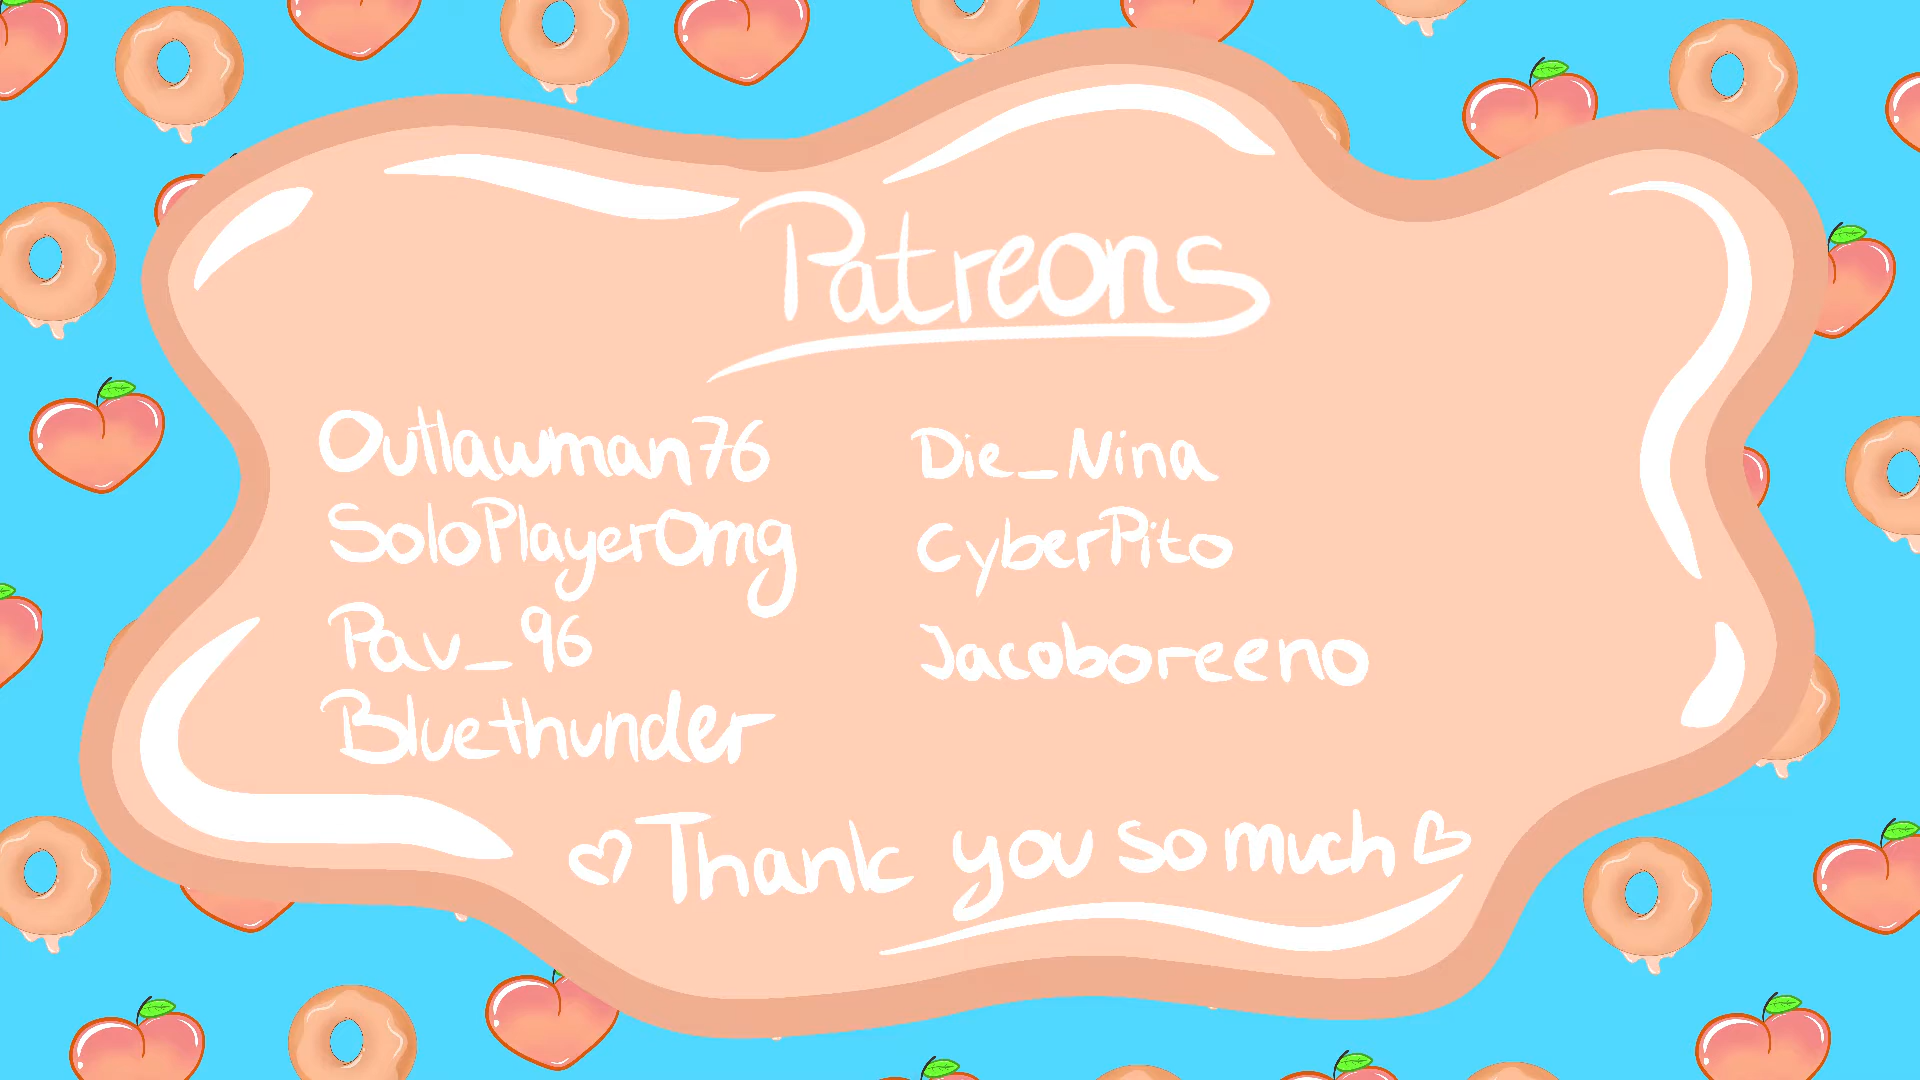 Patreons
Outlawman76
SoloPlayerOmg
Pav_96
Bluethunder
Die_Nina
CyberPito
Jacoboreeno
♡Thank you so much♡